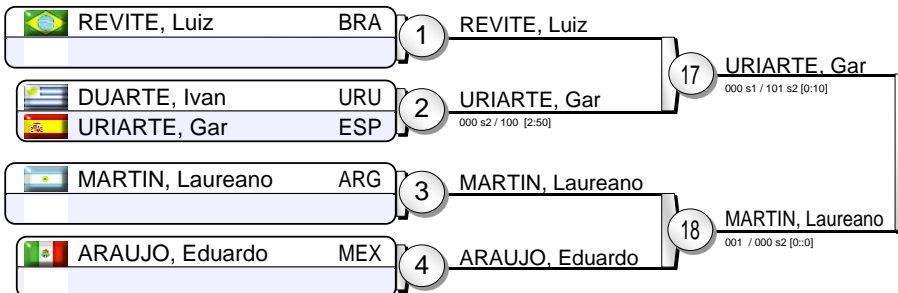 REVITE, Luiz BRA
1
REVITE, Luiz
17
URIARTE, Gar
000 s1 / 101 s2 [0:10]
DUARTE, Ivan URU
URIARTE, Gar ESP
2
URIARTE, Gar
000 s2 / 100 [2:50]
MARTIN, Laureano ARG
3
MARTIN, Laureano
18
MARTIN, Laureano
001 / 000 s2 [0::0]
ARAUJO, Eduardo MEX
4
ARAUJO, Eduardo